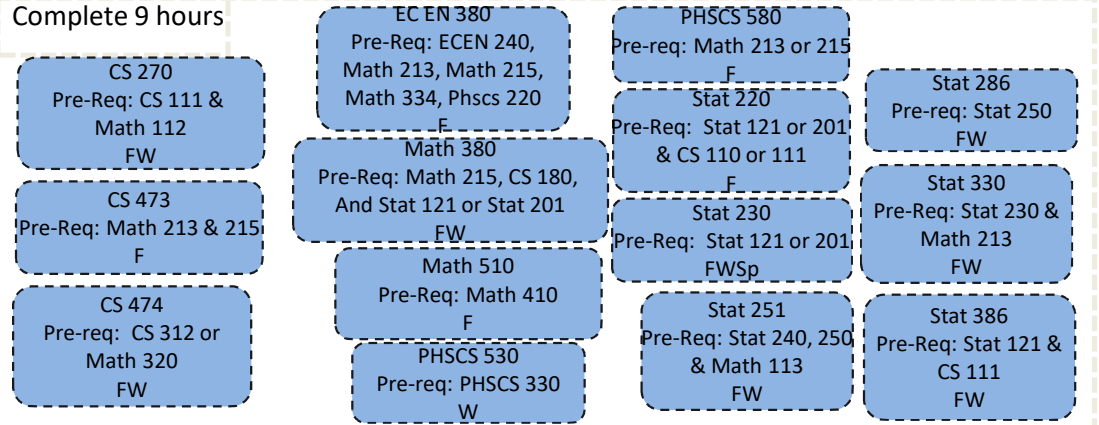 Complete 9 hours
CS 270
Pre-Req: CS 111 &
Math 112
FW
CS 473
Pre-Req: Math 213 & 215
F
CS 474
Pre-req: CS 312 or
Math 320
FW
EC EN 380
Pre-Req: ECEN 240,
Math 213, Math 215,
Math 334, Phscs 220
F
Math 380
Pre-Req: Math 215, CS 180,
And Stat 121 or Stat 201
FW
Math 510
Pre-Req: Math 410
F
PHSCS 530
Pre-req: PHSCS 330
W
PHSCS 580
Pre-req: Math 213 or 215
F
Stat 220
Pre-Req: Stat 121 or 201
& CS 110 or 111
F
Stat 230
Pre-Req: Stat 121 or 201
FWSp
Stat 251
Pre-Req: Stat 240, 250
& Math 113
FW
Stat 286
Pre-req: Stat 250
FW
Stat 330
Pre-Req: Stat 230 &
Math 213
FW
Stat 386
Pre-Req: Stat 121 &
CS 111
FW